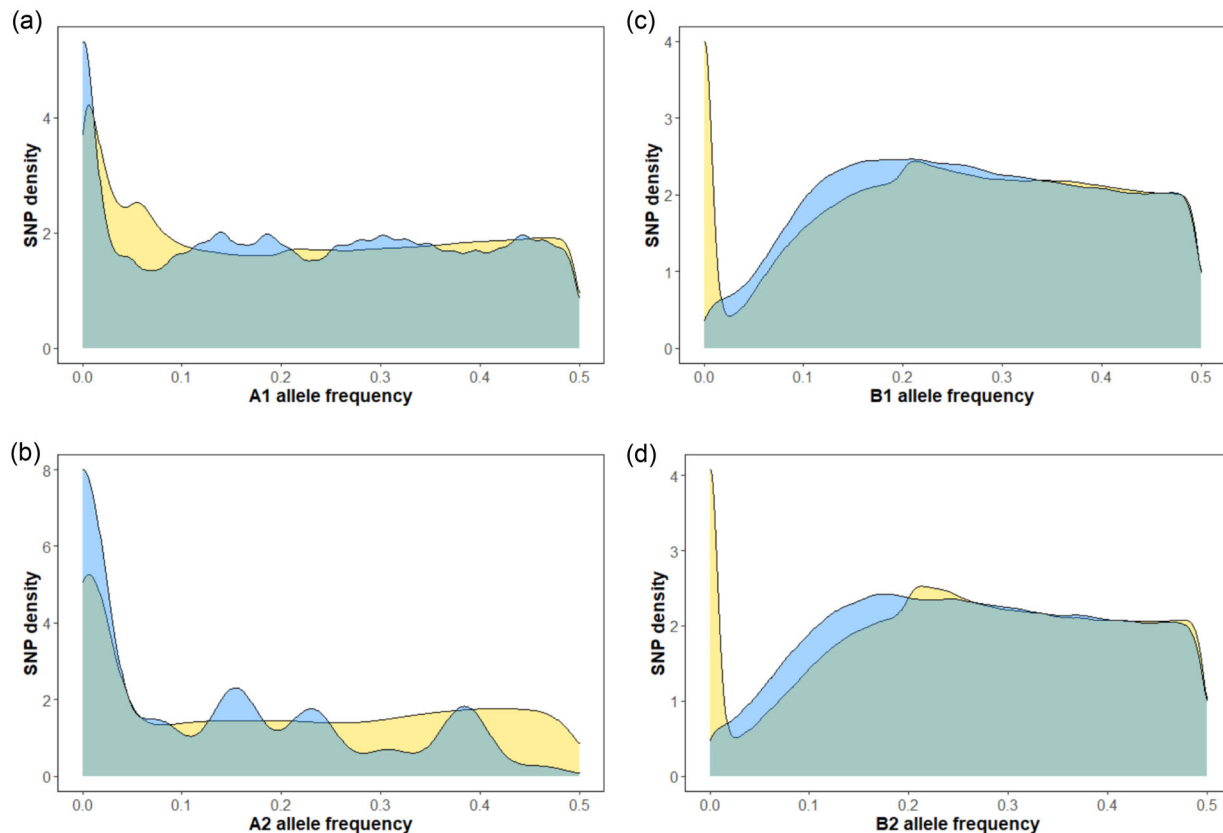 (a)
SNP density
4
2
0
0.0 0.1 0.2 0.3 0.4 0.5
A1 allele frequency
(b)
SNP density
8
6
4
2
0
0.0 0.1 0.2 0.3 0.4 0.5
A2 allele frequency
(c)
SNP density
4
3
2
1
0
0.0 0.1 0.2 0.3 0.4 0.5
B1 allele frequency
(d)
SNP density
4
3
2
1
0
0.0 0.1 0.2 0.3 0.4 0.5
B2 allele frequency